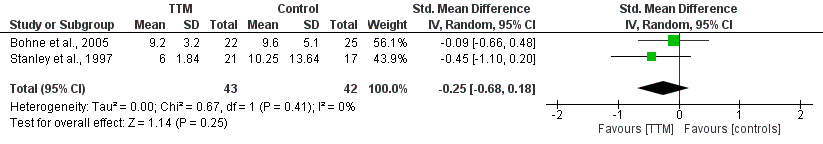 TTM Control Std. Mean Difference Std. Mean Difference
Study or Subgroup Mean SD Total Mean SD Total Weight IV, Random, 95% CI IV, Random, 95% CI
Bohne et al., 2005 9.2 3.2 22 9.6 5.1 25 56.1% -0.09 [-0.66, 0.48]
Stanley et al., 1997 6 1.84 21 10.25 13.64 17 43.9% -0.45 [-1.10, 0.20]
Total (95% CI) 43 42 100.0% -0.25 [-0.68, 0.18]
Heterogeneity: Tau² = 0.00; Chi² = 0.67, df = 1 (P = 0.41); I² = 0%
Test for overall effect: Z = 1.14 (P = 0.25)
-2 -1 0 1 2
Favours [TTM] Favours [controls]